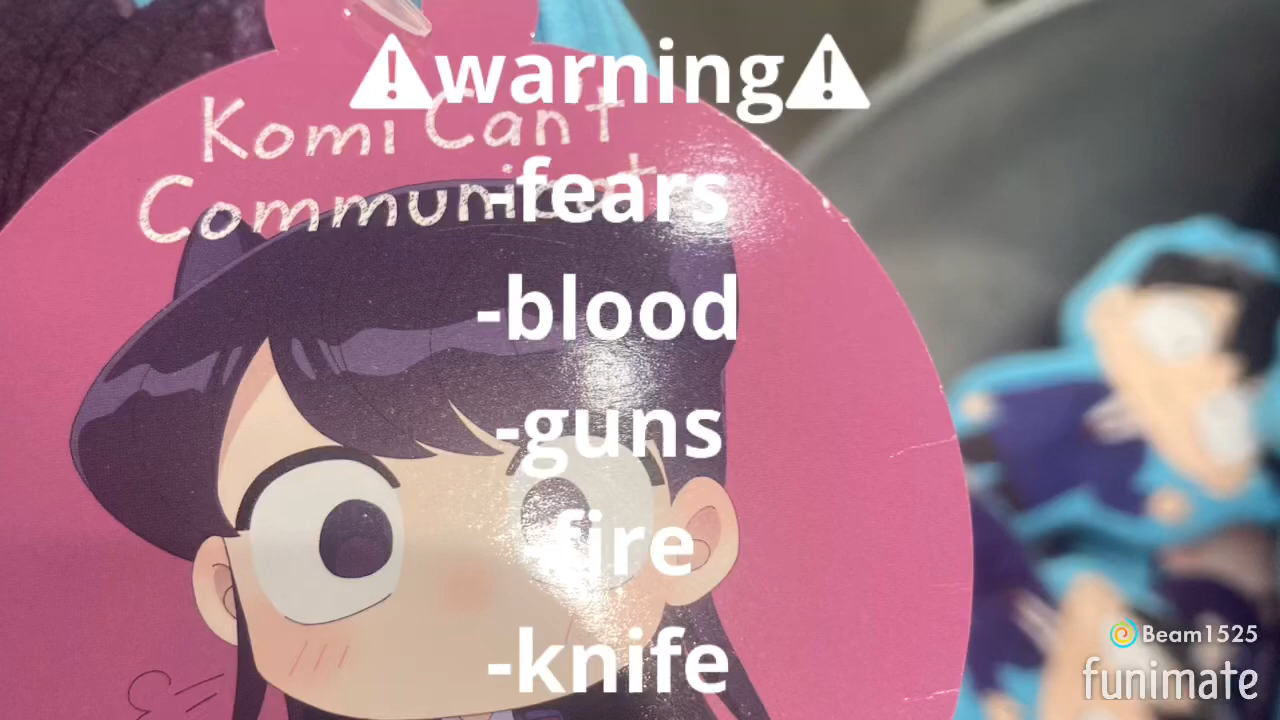 ⚠warning⚠
Komi Can't
Communicate
-fears
-blood
-guns
-fire
-knife
Beam1525
funimate